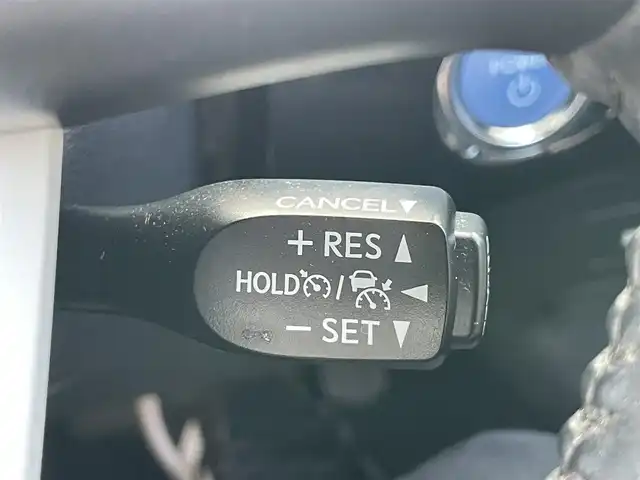 CANCEL▼
+ RES ▲
HOLD / ◀
− SET ▼